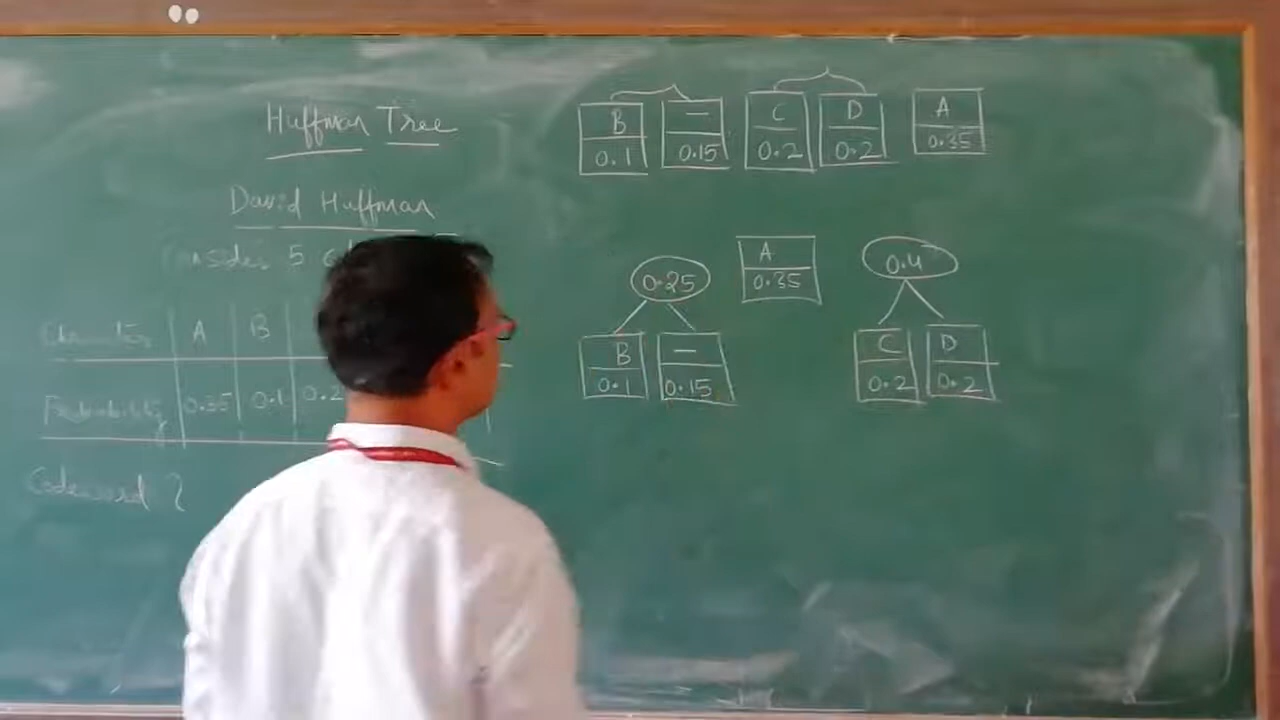 Huffman Tree
David Huffman
5
A B
Probability 0.35 0.1 0.2
Codeword ?
B — C D A
0.1 0.15 0.2 0.2 0.35
0.25 A 0.4
0.35
B — C D
0.1 0.15 0.2 0.2